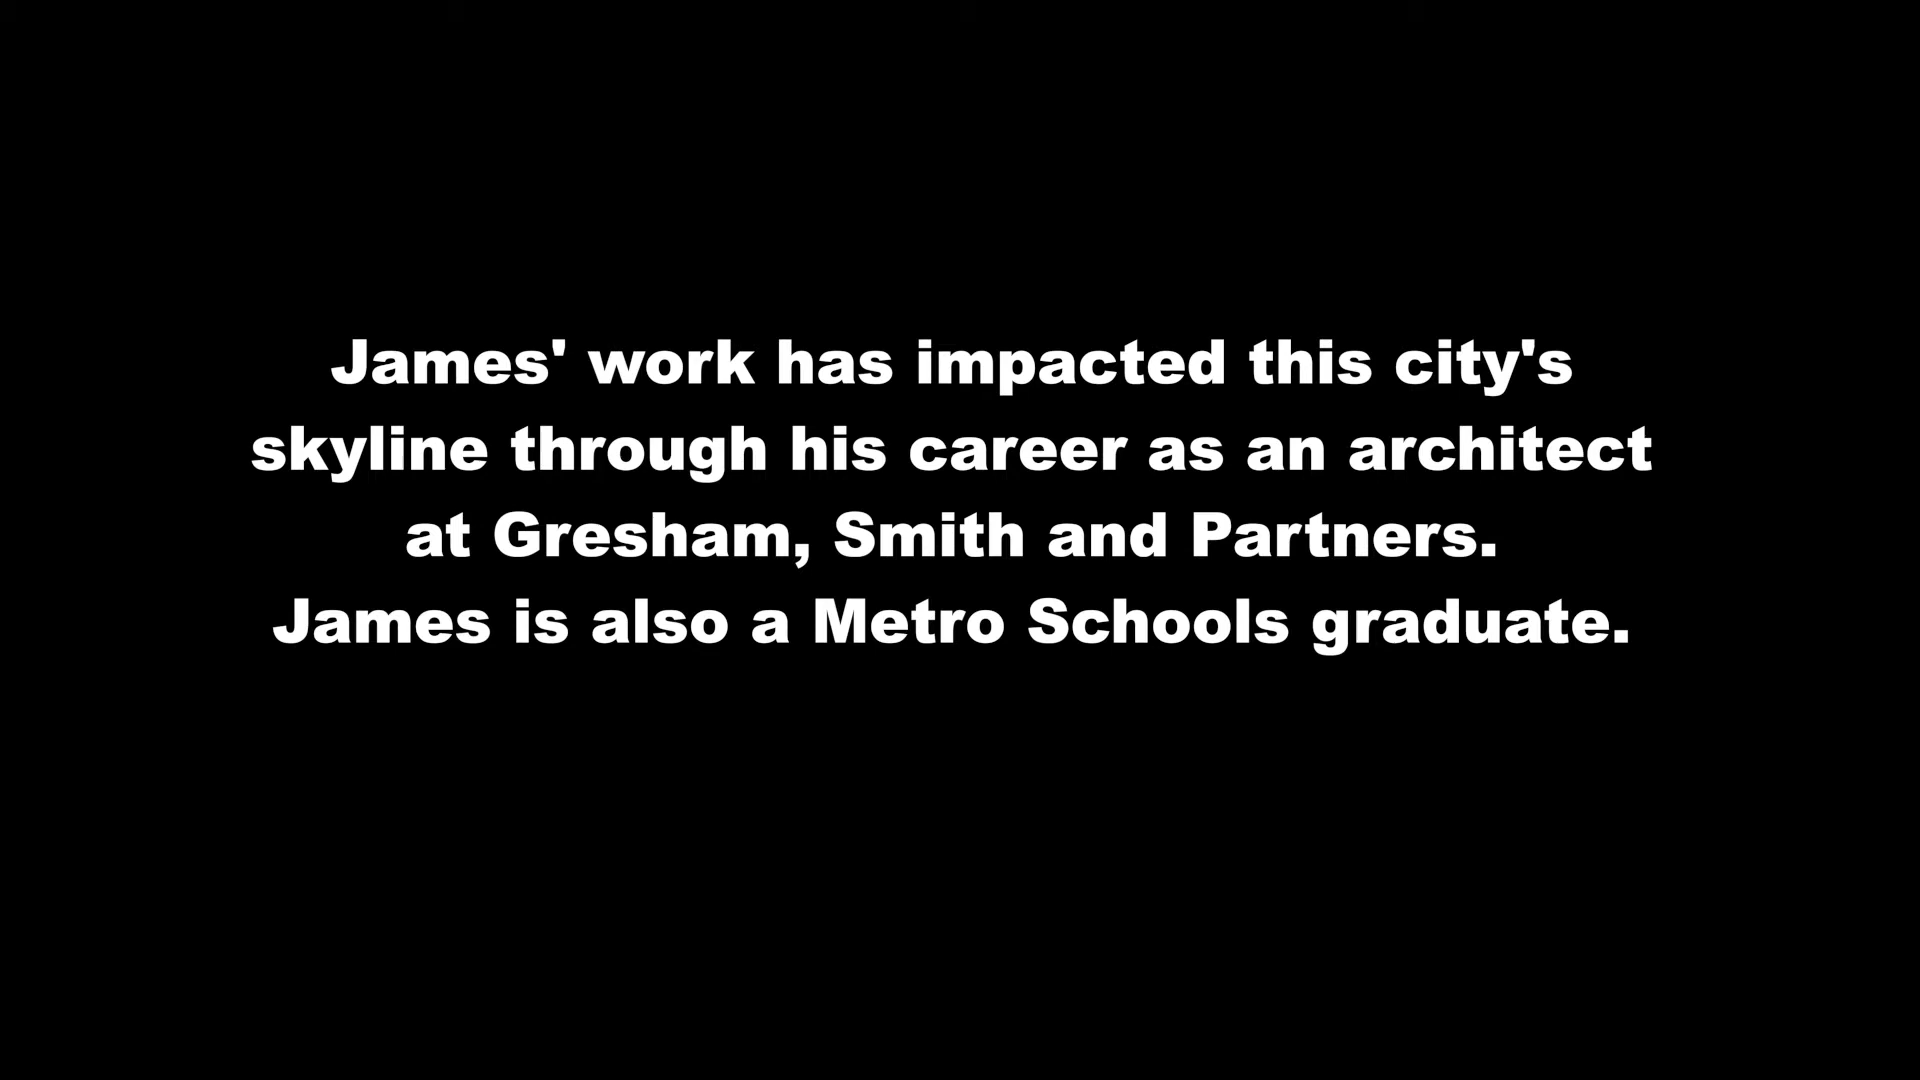 James' work has impacted this city's
skyline through his career as an architect
at Gresham, Smith and Partners.
James is also a Metro Schools graduate.